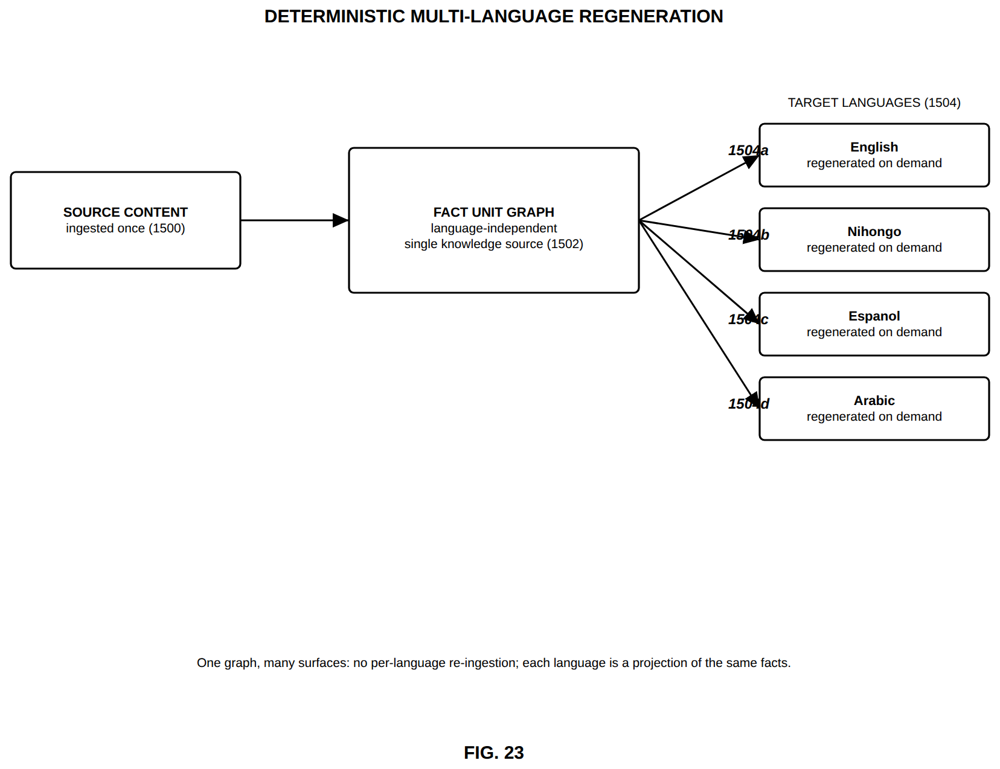 DETERMINISTIC MULTI-LANGUAGE REGENERATION
TARGET LANGUAGES (1504)
SOURCE CONTENT
ingested once (1500)
FACT UNIT GRAPH
language-independent
single knowledge source (1502)
1504a
English
regenerated on demand
1504b
Nihongo
regenerated on demand
1504c
Espanol
regenerated on demand
1504d
Arabic
regenerated on demand
One graph, many surfaces: no per-language re-ingestion; each language is a projection of the same facts.
FIG. 23